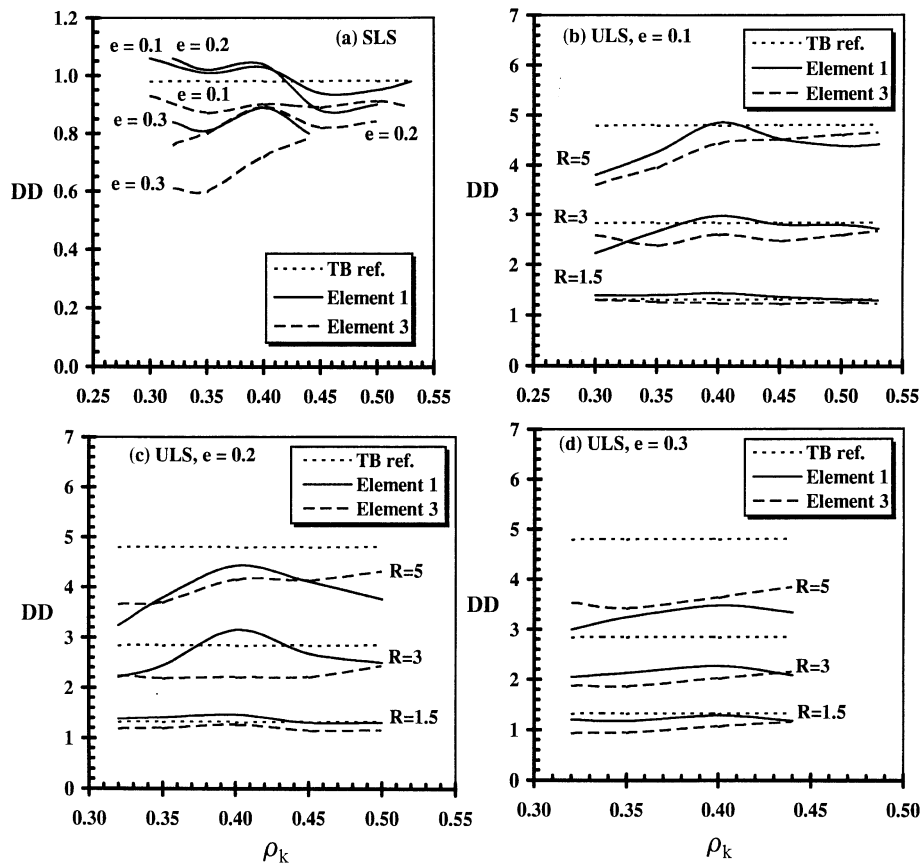 (a) SLS
e = 0.1
e = 0.2
e = 0.1
e = 0.3
e = 0.2
e = 0.3
DD
1.2
1.0
0.8
0.6
0.4
0.2
0.0
0.25 0.30 0.35 0.40 0.45 0.50 0.55
TB ref.
Element 1
Element 3
(b) ULS, e = 0.1
TB ref.
Element 1
Element 3
DD
7
6
5
4
3
2
1
0
R=5
R=3
R=1.5
0.25 0.30 0.35 0.40 0.45 0.50 0.55
(c) ULS, e = 0.2
TB ref.
Element 1
Element 3
DD
7
6
5
4
3
2
1
0
R=5
R=3
R=1.5
0.30 0.35 0.40 0.45 0.50 0.55
ρk
(d) ULS, e = 0.3
TB ref.
Element 1
Element 3
DD
7
6
5
4
3
2
1
0
R=5
R=3
R=1.5
0.30 0.35 0.40 0.45 0.50
ρk